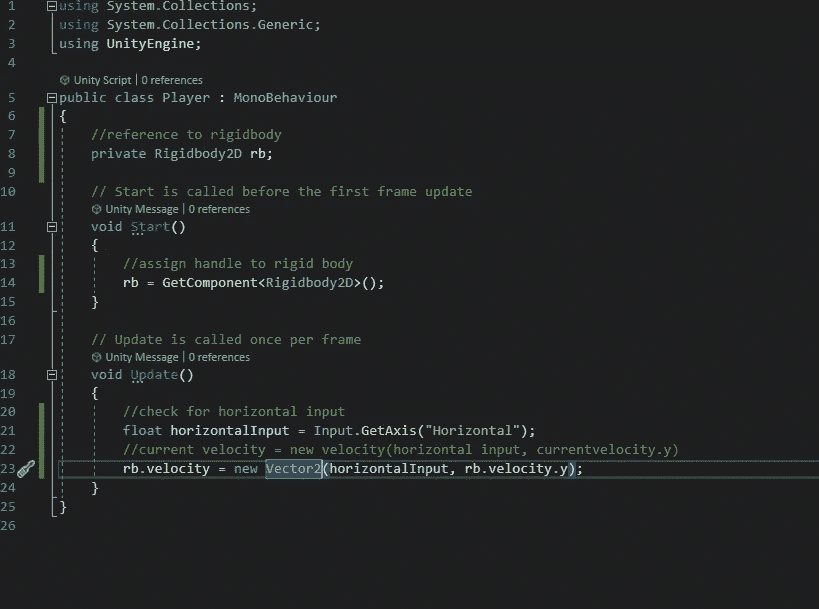 1 using System.Collections;
2 using System.Collections.Generic;
3 using UnityEngine;
4
Unity Script | 0 references
5 public class Player : MonoBehaviour
6 {
7 //reference to rigidbody
8 private Rigidbody2D rb;
9
10 // Start is called before the first frame update
Unity Message | 0 references
11 void Start()
12 {
13 //assign handle to rigid body
14 rb = GetComponent<Rigidbody2D>();
15 }
16
17 // Update is called once per frame
Unity Message | 0 references
18 void Update()
19 {
20 //check for horizontal input
21 float horizontalInput = Input.GetAxis("Horizontal");
22 //current velocity = new velocity(horizontal input, currentvelocity.y)
23 rb.velocity = new Vector2(horizontalInput, rb.velocity.y);
24 }
25 }
26